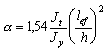 α = 1,54 J_t/J_y (l_ef/h)²